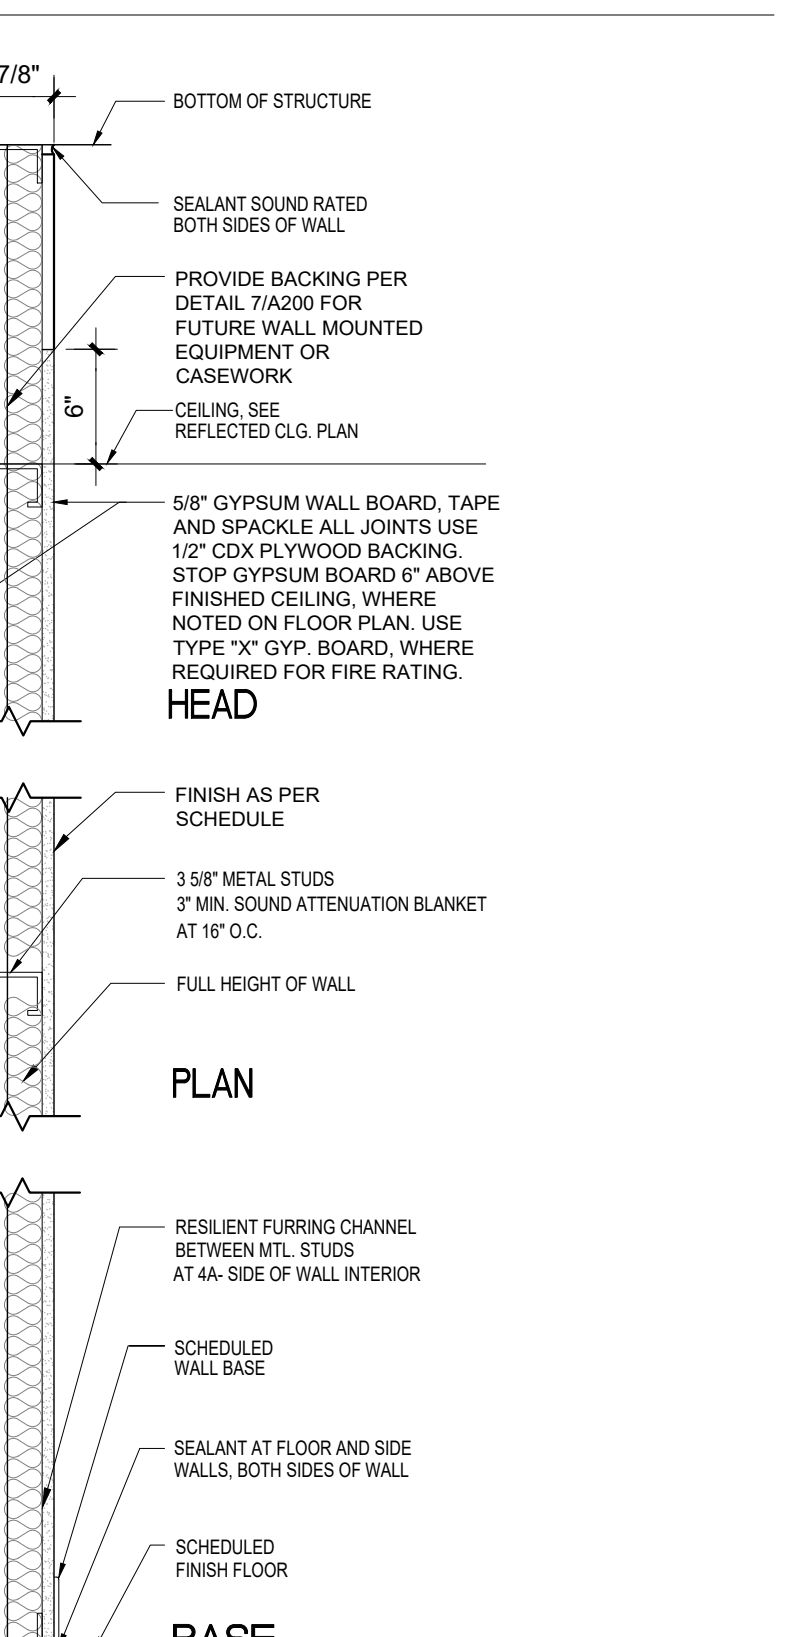 7/8"
BOTTOM OF STRUCTURE
SEALANT SOUND RATED
BOTH SIDES OF WALL
PROVIDE BACKING PER
DETAIL 7/A200 FOR
FUTURE WALL MOUNTED
EQUIPMENT OR
CASEWORK
6"
CEILING, SEE
REFLECTED CLG. PLAN
5/8" GYPSUM WALL BOARD, TAPE
AND SPACKLE ALL JOINTS USE
1/2" CDX PLYWOOD BACKING.
STOP GYPSUM BOARD 6" ABOVE
FINISHED CEILING, WHERE
NOTED ON FLOOR PLAN. USE
TYPE "X" GYP. BOARD, WHERE
REQUIRED FOR FIRE RATING.
HEAD
FINISH AS PER
SCHEDULE
3 5/8" METAL STUDS
3" MIN. SOUND ATTENUATION BLANKET
AT 16" O.C.
FULL HEIGHT OF WALL
PLAN
RESILIENT FURRING CHANNEL
BETWEEN MTL. STUDS
AT 4A- SIDE OF WALL INTERIOR
SCHEDULED
WALL BASE
SEALANT AT FLOOR AND SIDE
WALLS, BOTH SIDES OF WALL
SCHEDULED
FINISH FLOOR
BASE